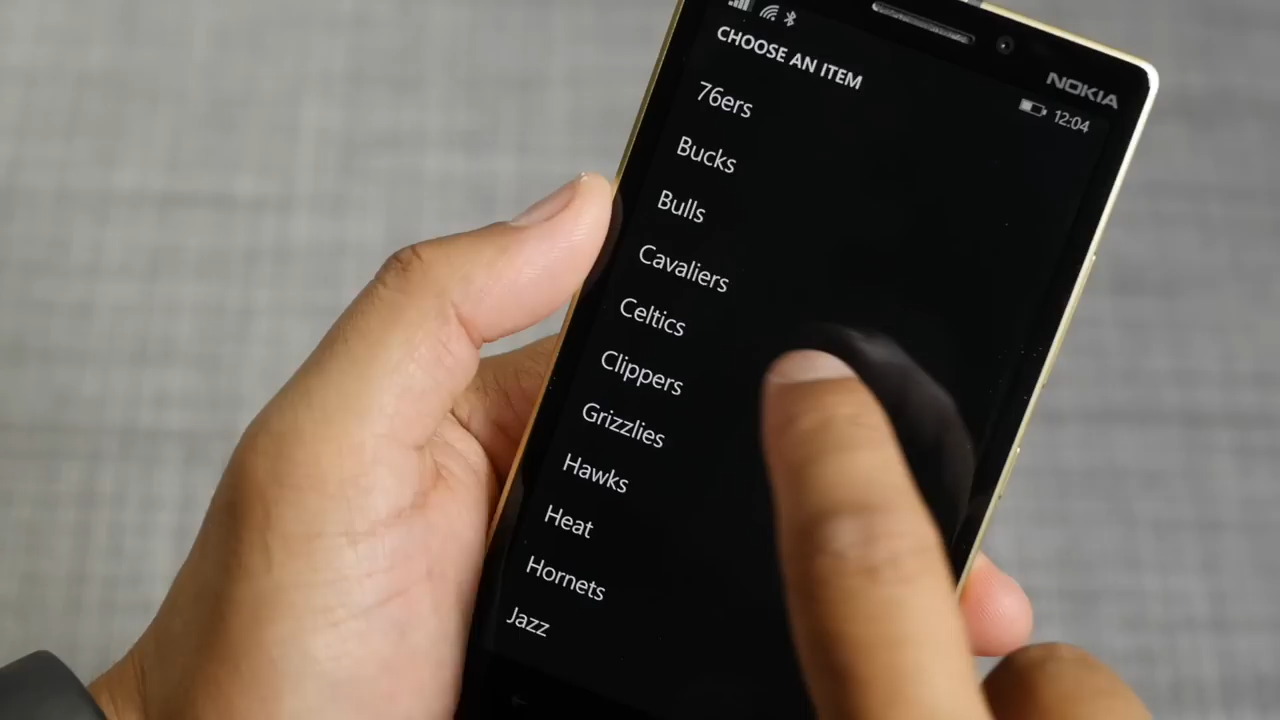 NOKIA
12:04
CHOOSE AN ITEM
76ers
Bucks
Bulls
Cavaliers
Celtics
Clippers
Grizzlies
Hawks
Heat
Hornets
Jazz